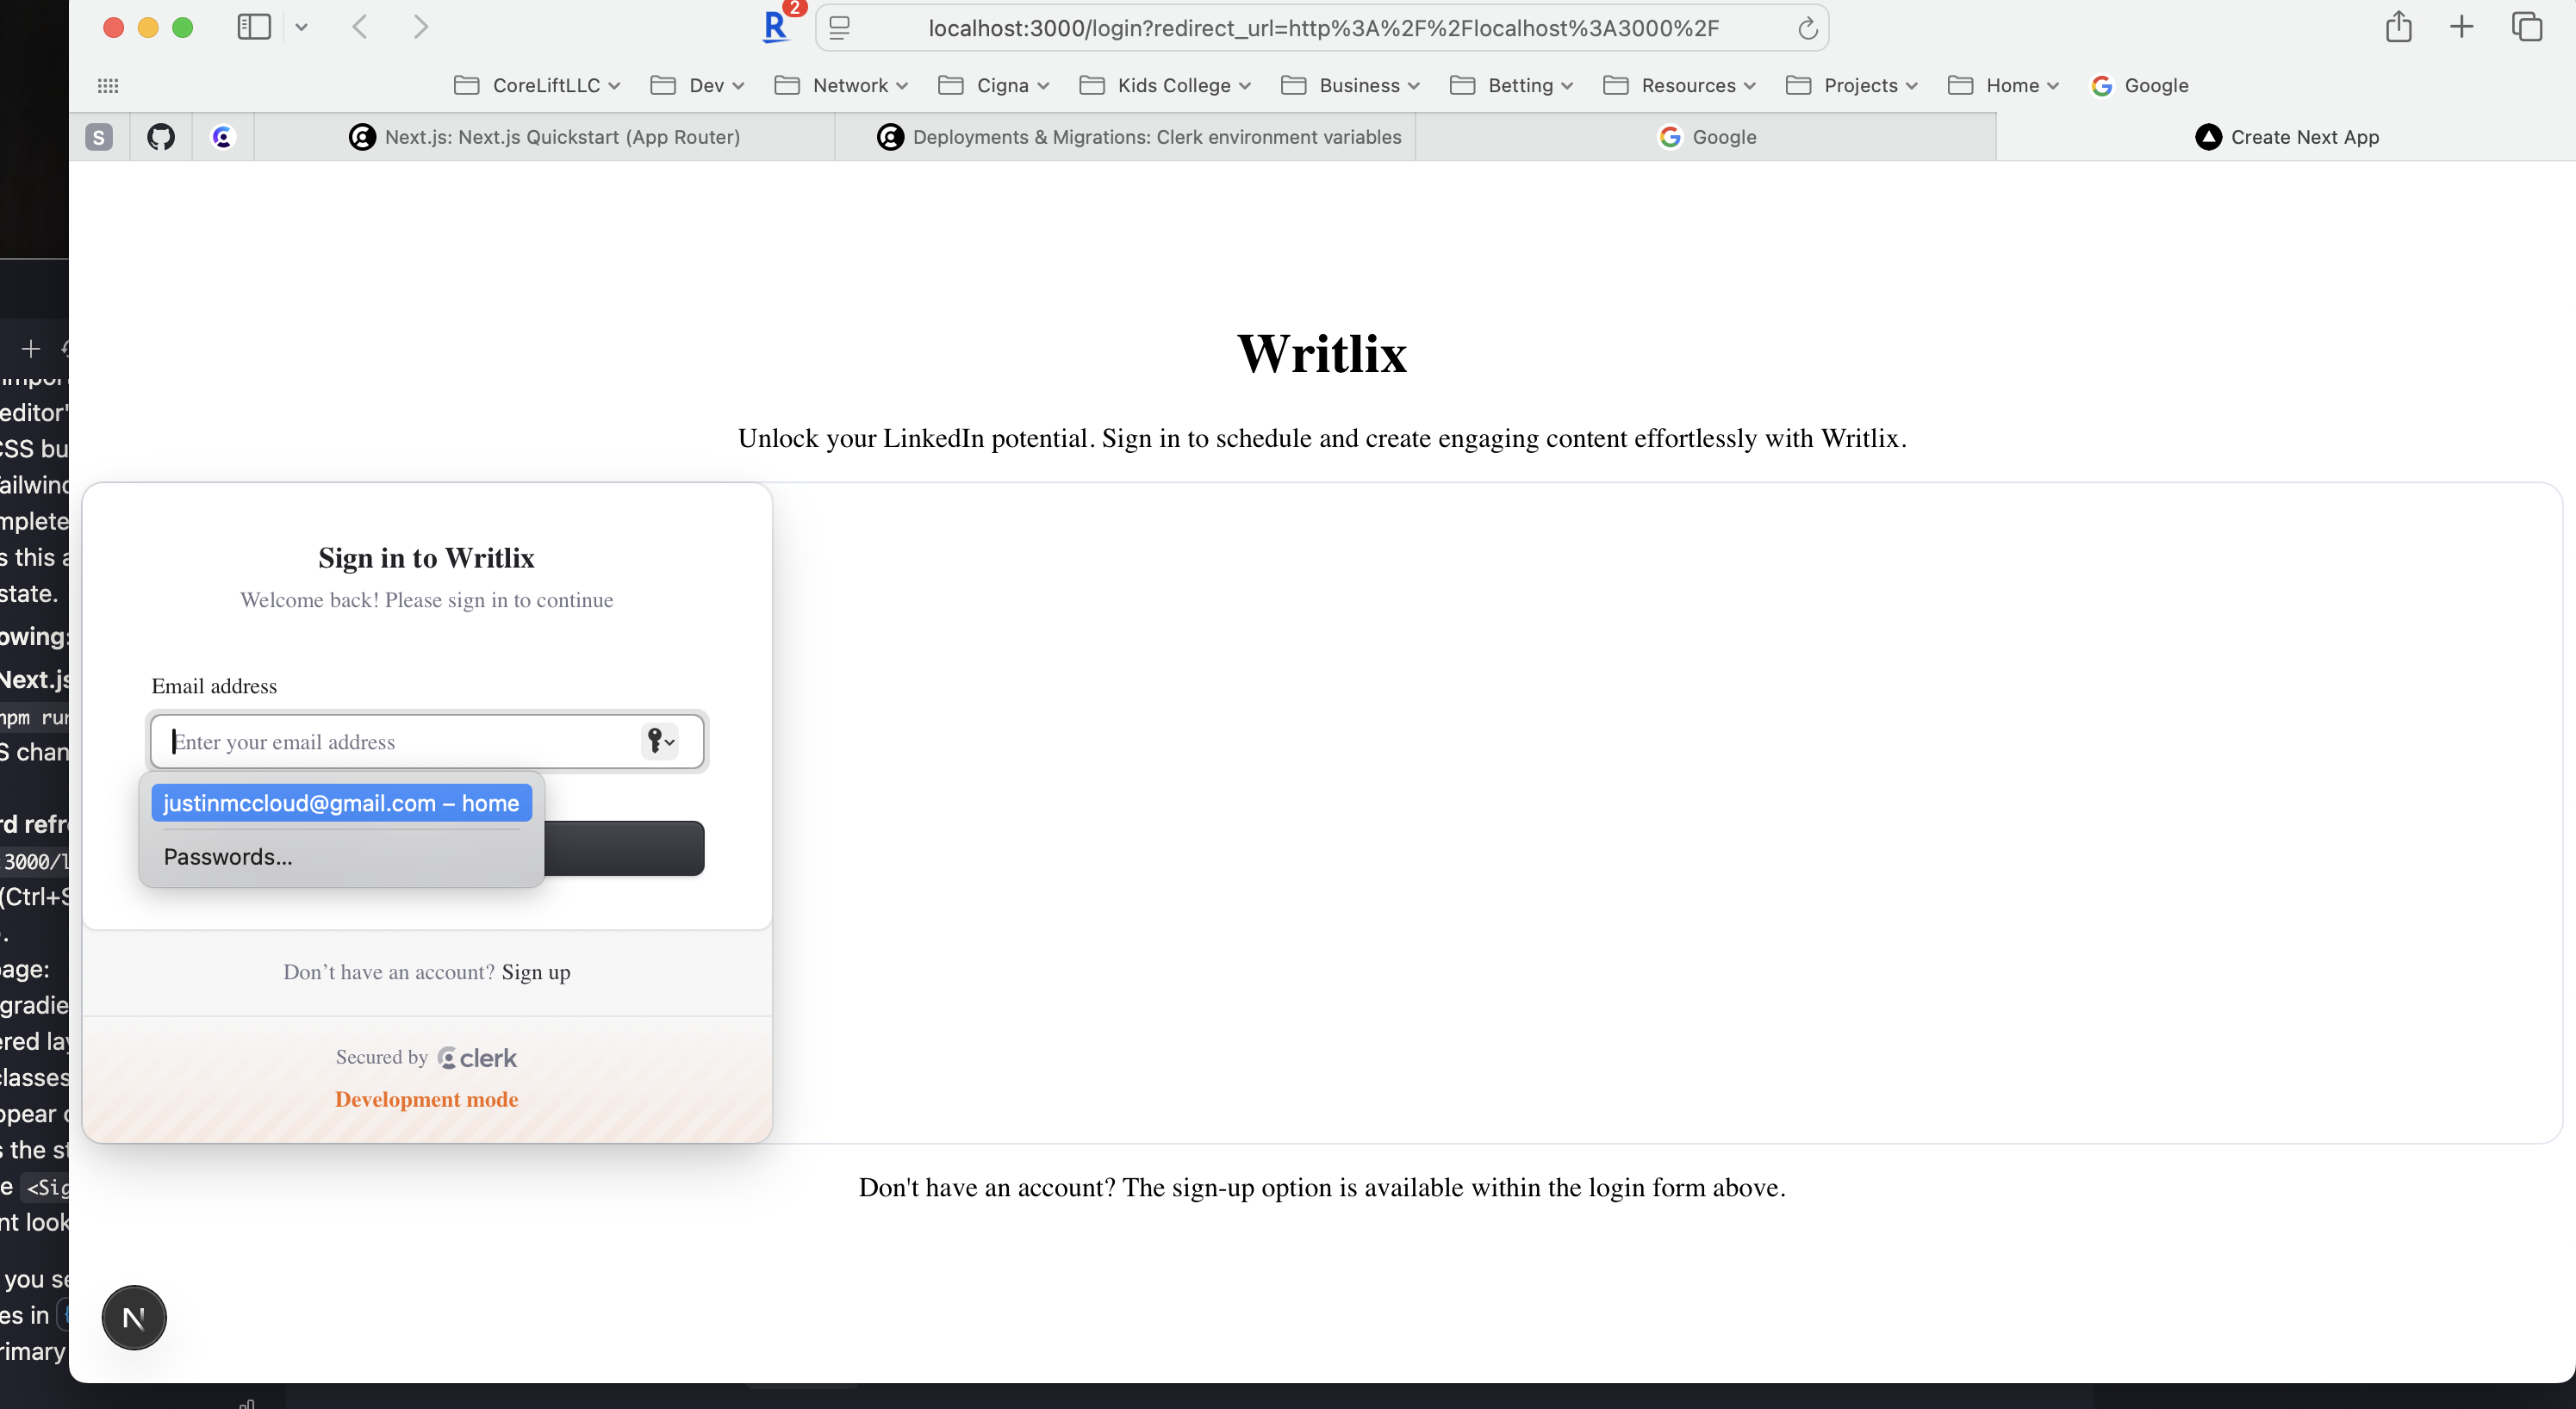 R 2
localhost:3000/login?redirect_url=http%3A%2F%2Flocalhost%3A3000%2F
CoreLiftLLC Dev Network Cigna Kids College Business Betting Resources Projects Home Google
S Next.js: Next.js Quickstart (App Router) Deployments & Migrations: Clerk environment variables Google Create Next App
editor'
CSS bu
Tailwind
mplete
s this a
state.
owing:
Next.js
npm run
S chan
rd refre
3000/l
(Ctrl+S
age:
gradie
ered lay
classes
ppear
s the st
e <Sig
nt look
you se
es in
rimary
Writlix
Unlock your LinkedIn potential. Sign in to schedule and create engaging content effortlessly with Writlix.
Sign in to Writlix
Welcome back! Please sign in to continue
Email address
Enter your email address
justinmccloud@gmail.com – home
Passwords...
Don't have an account? Sign up
Secured by clerk
Development mode
Don't have an account? The sign-up option is available within the login form above.
N